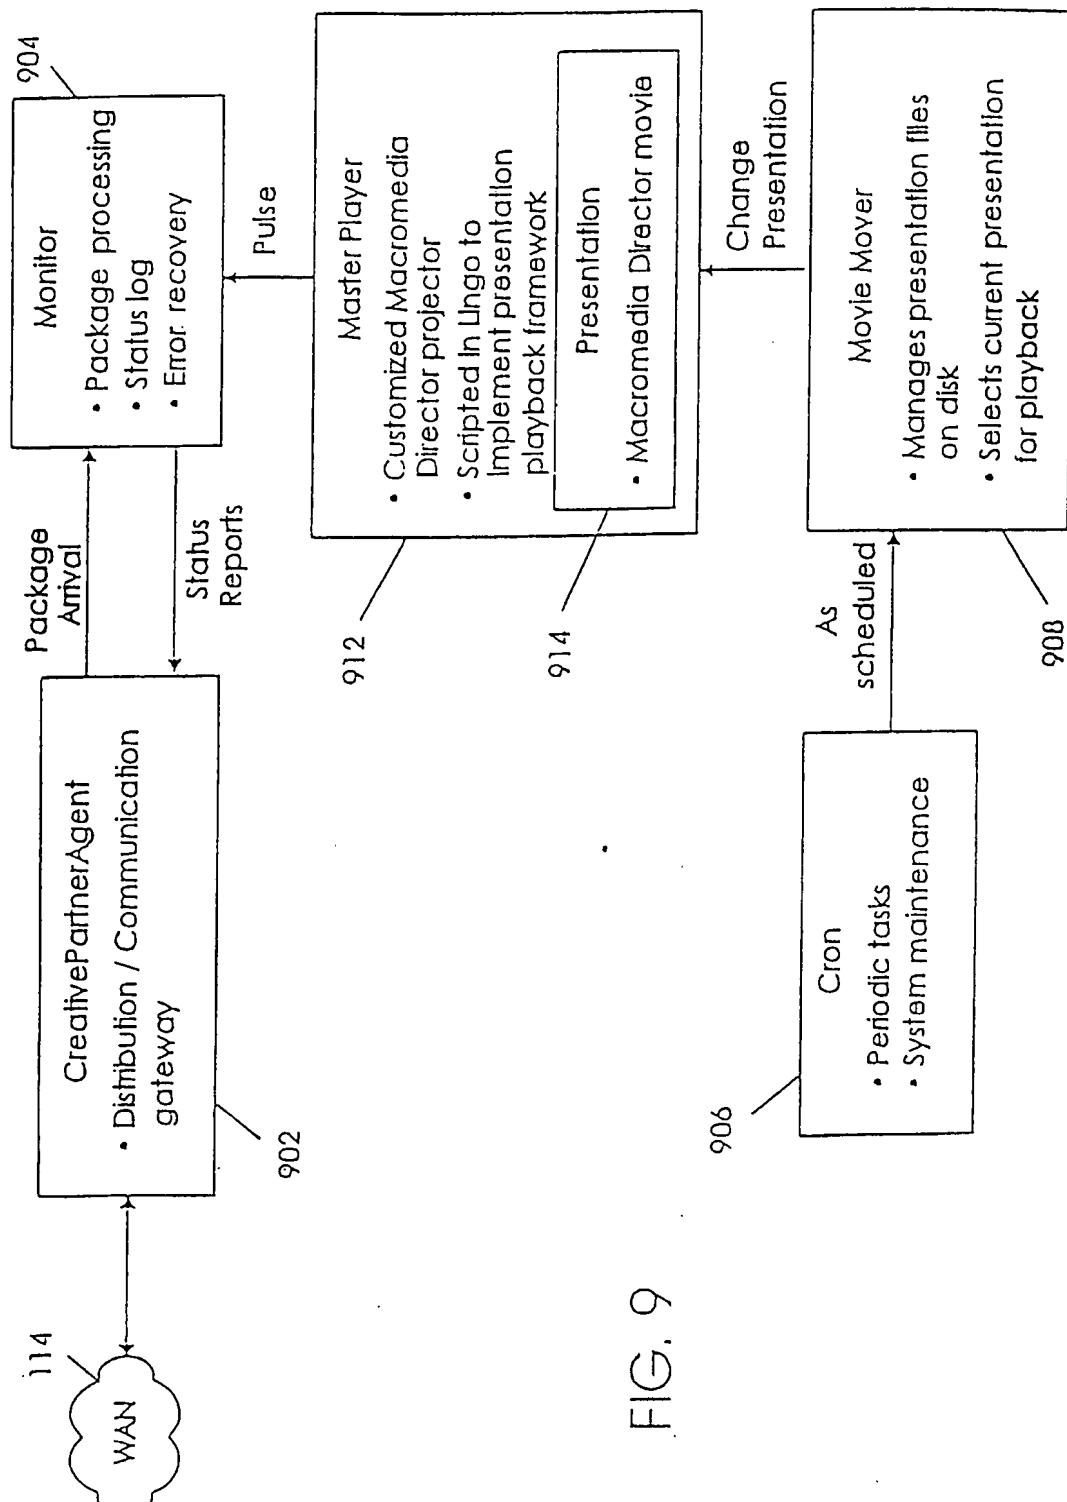 114
WAN
CreativePartnerAgent
• Distribution / Communication
gateway
902
Package
Arrival
Status
Reports
904
Monitor
• Package processing
• Status log
• Error recovery
Pulse
Master Player
• Customized Macromedia
Director projector
• Scripted in Lingo to
implement presentation
playback framework
912
Presentation
• Macromedia Director movie
914
Change
Presentation
Movie Mover
• Manages presentation files
on disk
• Selects current presentation
for playback
908
As
scheduled
Cron
• Periodic tasks
• System maintenance
906
FIG. 9